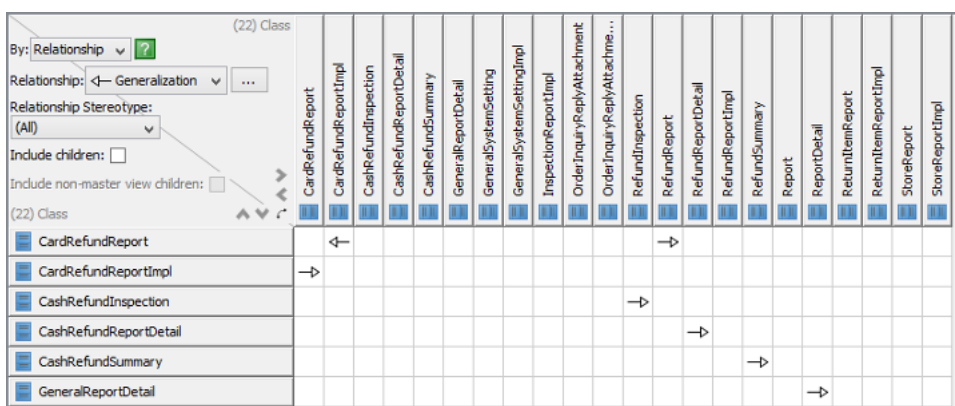 (22) Class
By: Relationship ?
Relationship: Generalization ...
Relationship Stereotype:
(All)
Include children:
Include non-master view children:
(22) Class
CardRefundReport
CardRefundReportImpl
CashRefundInspection
CashRefundReportDetail
CashRefundSummary
GeneralReportDetail
GeneralSystemSetting
GeneralSystemSettingImpl
InspectionReportImpl
OrderInquiryReplyAttachment
OrderInquiryReplyAttachme...
RefundInspection
RefundReport
RefundReportDetail
RefundReportImpl
RefundSummary
Report
ReportDetail
ReturnItemReport
ReturnItemReportImpl
StoreReport
StoreReportImpl
CardRefundReport
CardRefundReportImpl
CashRefundInspection
CashRefundReportDetail
CashRefundSummary
GeneralReportDetail